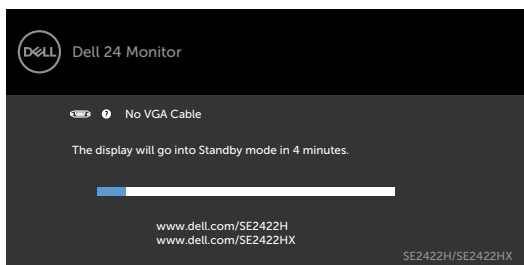 DELL Dell 24 Monitor
? No VGA Cable
The display will go into Standby mode in 4 minutes.
www.dell.com/SE2422H
www.dell.com/SE2422HX
SE2422H/SE2422HX